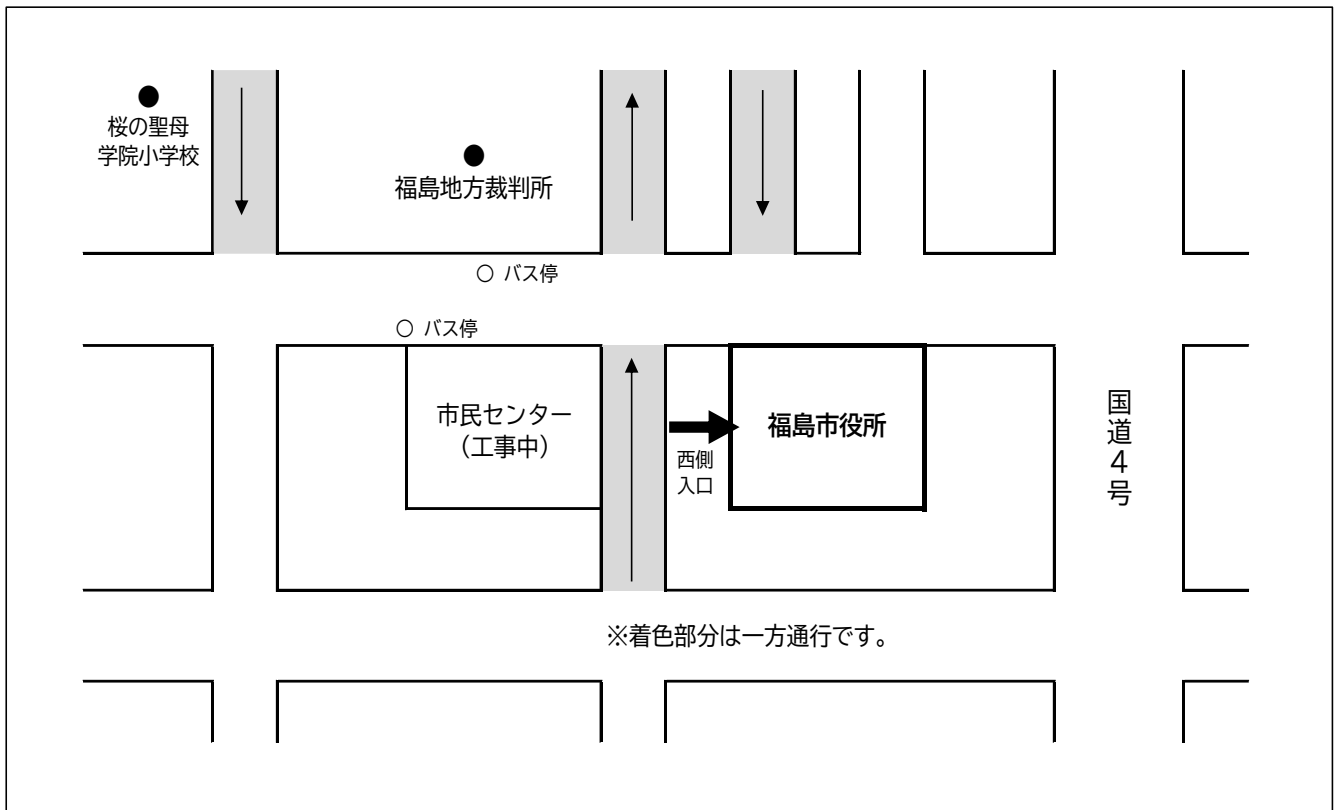 桜の聖母
学院小学校
福島地方裁判所
バス停
バス停
市民センター
（工事中）
西側
入口
福島市役所
国道４号
※着色部分は一方通行です。